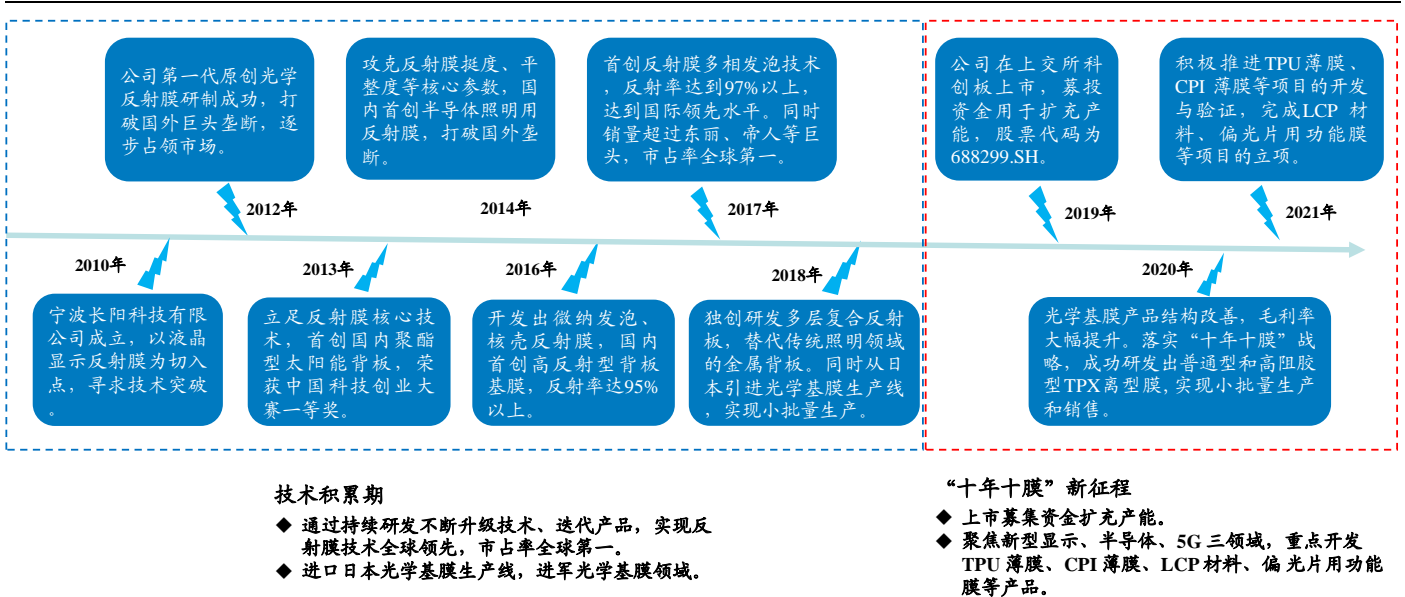 公司第一代原创光学
反射膜研制成功，打
破国外巨头垄断，逐
步占领市场。
2012年
攻克反射膜挺度、平
整度等核心参数，国
内首创半导体照明用
反射膜，打破国外垄
断。
2014年
首创反射膜多相发泡技术
，反射率达到97%以上，
达到国际领先水平。同时
销量超过东丽、帝人等巨
头，市占率全球第一。
2017年
公司在上交所科
创板上市，募投
资金用于扩充产
能，股票代码为
688299.SH。
2019年
积极推进TPU薄膜、
CPI 薄膜等项目的开发
与验证，完成LCP 材
料、偏光片用功能膜
等项目的立项。
2021年
2010年
宁波长阳科技有限
公司成立，以液晶
显示反射膜为切入
点，寻求技术突破
。
2013年
立足反射膜核心技
术，首创国内聚酯
型太阳能背板，荣
获中国科技创业大
赛一等奖。
2016年
开发出微纳发泡、
核壳反射膜，国内
首创高反射型背板
基膜，反射率达95%
以上。
2018年
独创研发多层复合反射
板，替代传统照明领域
的金属背板。同时从日
本引进光学基膜生产线
，实现小批量生产。
2020年
光学基膜产品结构改善，毛利率
大幅提升。落实“十年十膜”战
略，成功研发出普通型和高阻胶
型TPX离型膜,实现小批量生产
和销售。
技术积累期
◆ 通过持续研发不断升级技术、迭代产品，实现反
射膜技术全球领先，市占率全球第一。
◆ 进口日本光学基膜生产线，进军光学基膜领域。
“十年十膜”新征程
◆ 上市募集资金扩充产能。
◆ 聚焦新型显示、半导体、5G 三领域，重点开发
TPU 薄膜、CPI 薄膜、LCP 材料、偏光片用功能
膜等产品。